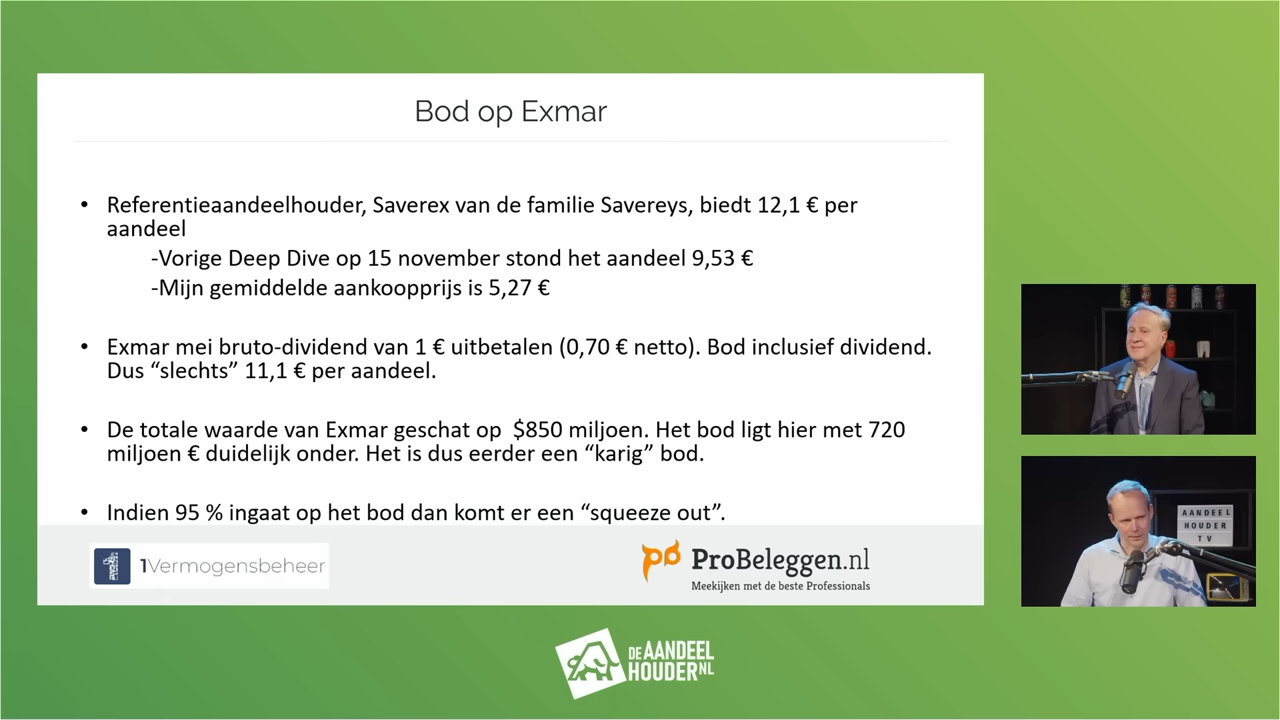 Bod op Exmar
• Referentieaandeelhouder, Saverex van de familie Savereys, biedt 12,1 € per
aandeel
-Vorige Deep Dive op 15 november stond het aandeel 9,53 €
-Mijn gemiddelde aankoopprijs is 5,27 €
• Exmar mei bruto-dividend van 1 € uitbetalen (0,70 € netto). Bod inclusief dividend.
Dus “slechts” 11,1 € per aandeel.
• De totale waarde van Exmar geschat op $850 miljoen. Het bod ligt hier met 720
miljoen € duidelijk onder. Het is dus eerder een “karig” bod.
• Indien 95 % ingaat op het bod dan komt er een “squeeze out”.
1Vermogensbeheer
ProBeleggen.nl
Meekijken met de beste Professionals
AANDEEL
HOUDER
TV
DE AANDEEL
HOUDER NL